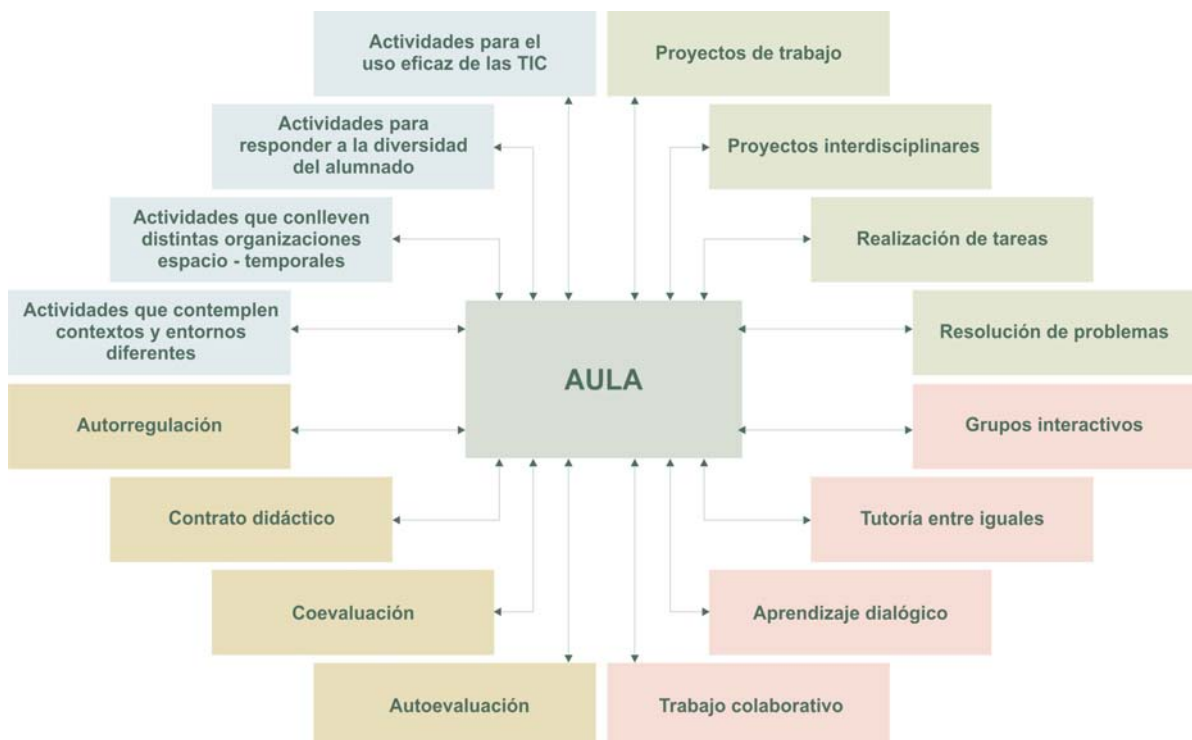 Actividades para el
uso eficaz de las TIC
Proyectos de trabajo
Actividades para
responder a la diversidad
del alumnado
Proyectos interdisciplinares
Actividades que conlleven
distintas organizaciones
espacio - temporales
Realización de tareas
Actividades que contemplen
contextos y entornos
diferentes
Resolución de problemas
AULA
Autorregulación
Grupos interactivos
Contrato didáctico
Tutoría entre iguales
Coevaluación
Aprendizaje dialógico
Autoevaluación
Trabajo colaborativo